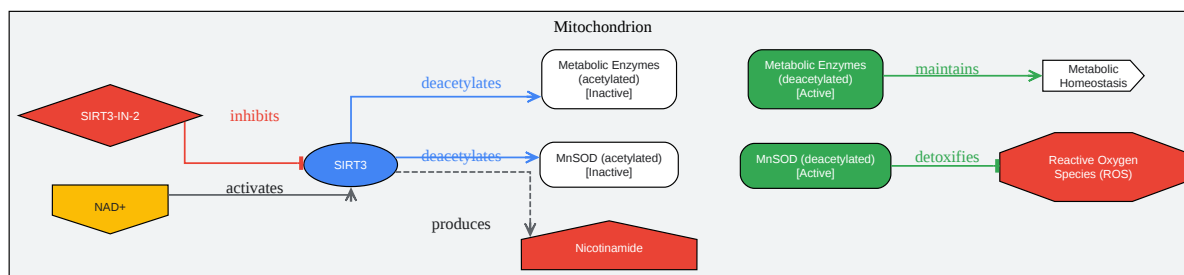 Mitochondrion
SIRT3-IN-2
inhibits
NAD+
activates
SIRT3
deacetylates
Metabolic Enzymes
(acetylated)
[Inactive]
deacetylates
MnSOD (acetylated)
[Inactive]
produces
Nicotinamide
Metabolic Enzymes
(deacetylated)
[Active]
maintains
Metabolic
Homeostasis
MnSOD (deacetylated)
[Active]
detoxifies
Reactive Oxygen
Species (ROS)